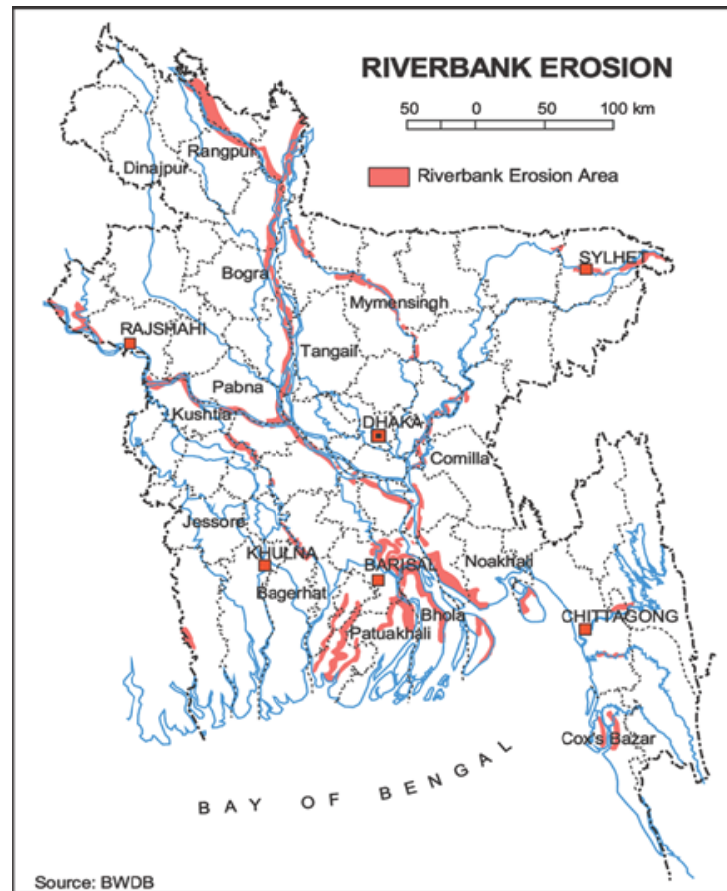 RIVERBANK EROSION
50 0 50 100 km
Riverbank Erosion Area
Rangpur
Dinajpur
SYLHET
Bogra
Mymensingh
RAJSHAHI
Tangail
Pabna
Kushtia
DHAKA
Comilla
Jessore
KHULNA
Noakhali
BARISAL
Bagerhat
Bhola
CHITTAGONG
Patuakhali
Cox's Bazar
BAY OF BENGAL
Source: BWDB